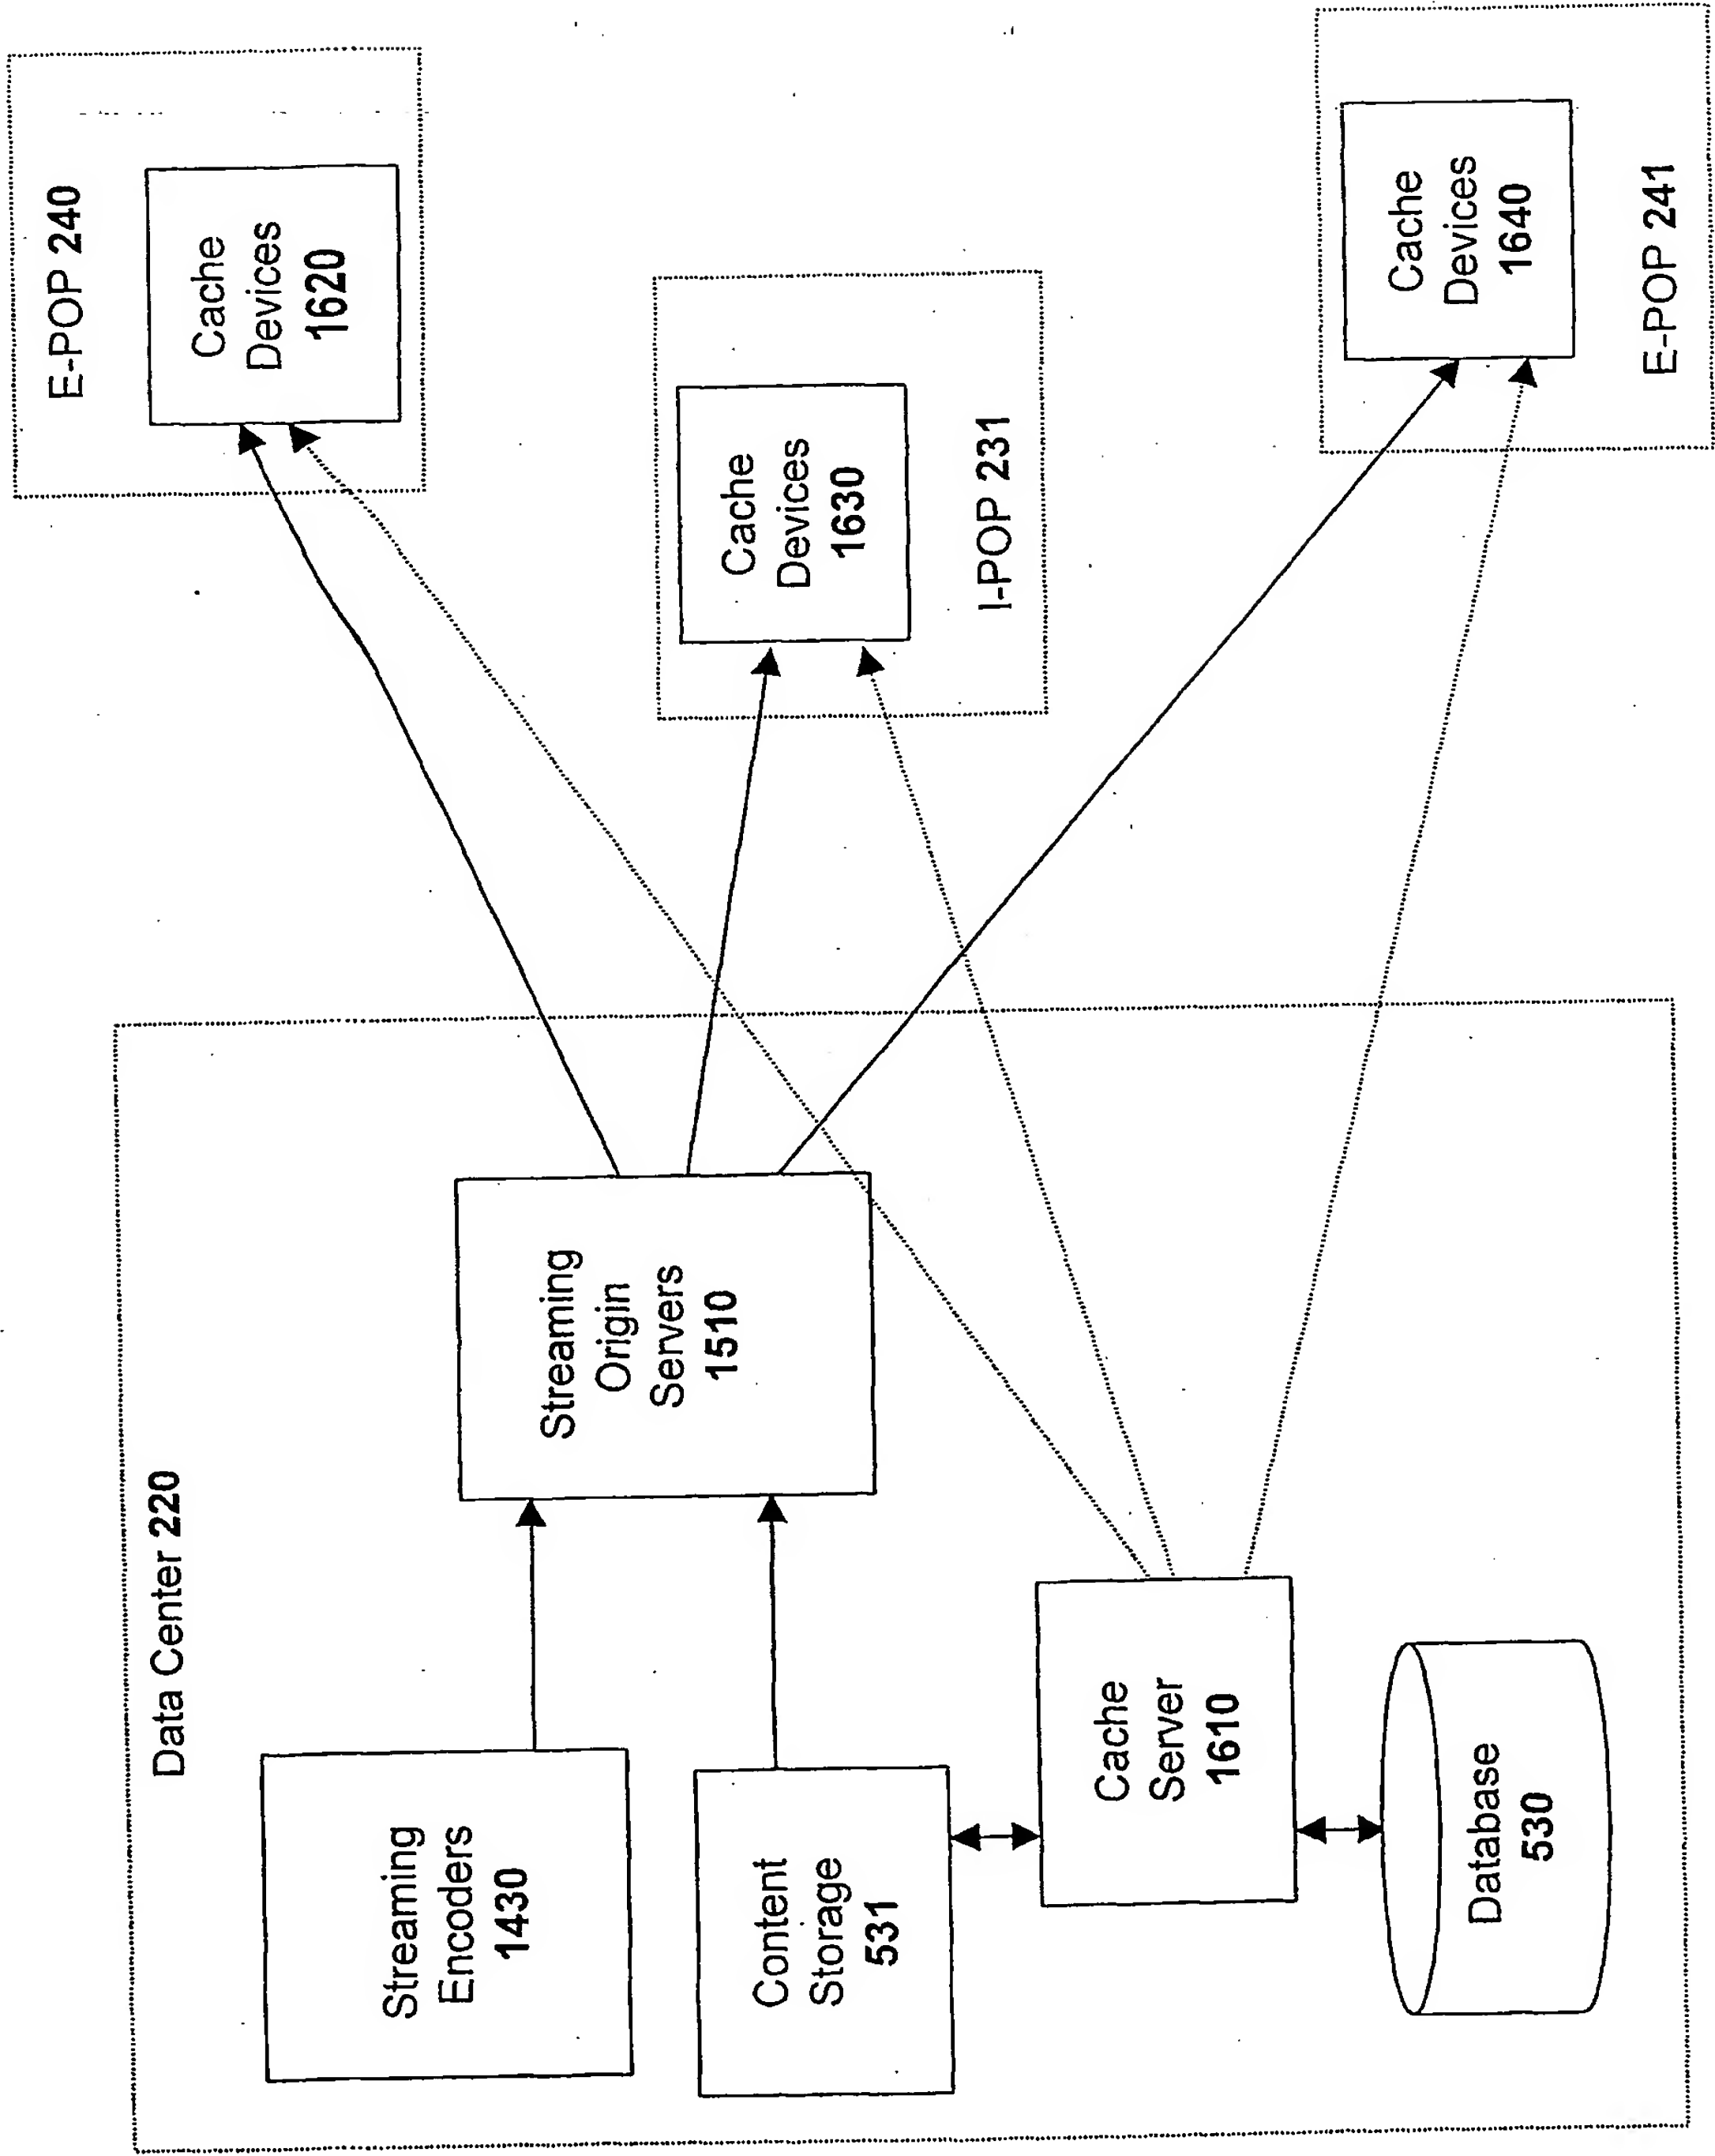 Data Center 220
Streaming
Encoders
1430
Content
Storage
531
Cache
Server
1610
Database
530
Streaming
Origin
Servers
1510
E-POP 240
Cache
Devices
1620
Cache
Devices
1630
I-POP 231
Cache
Devices
1640
E-POP 241